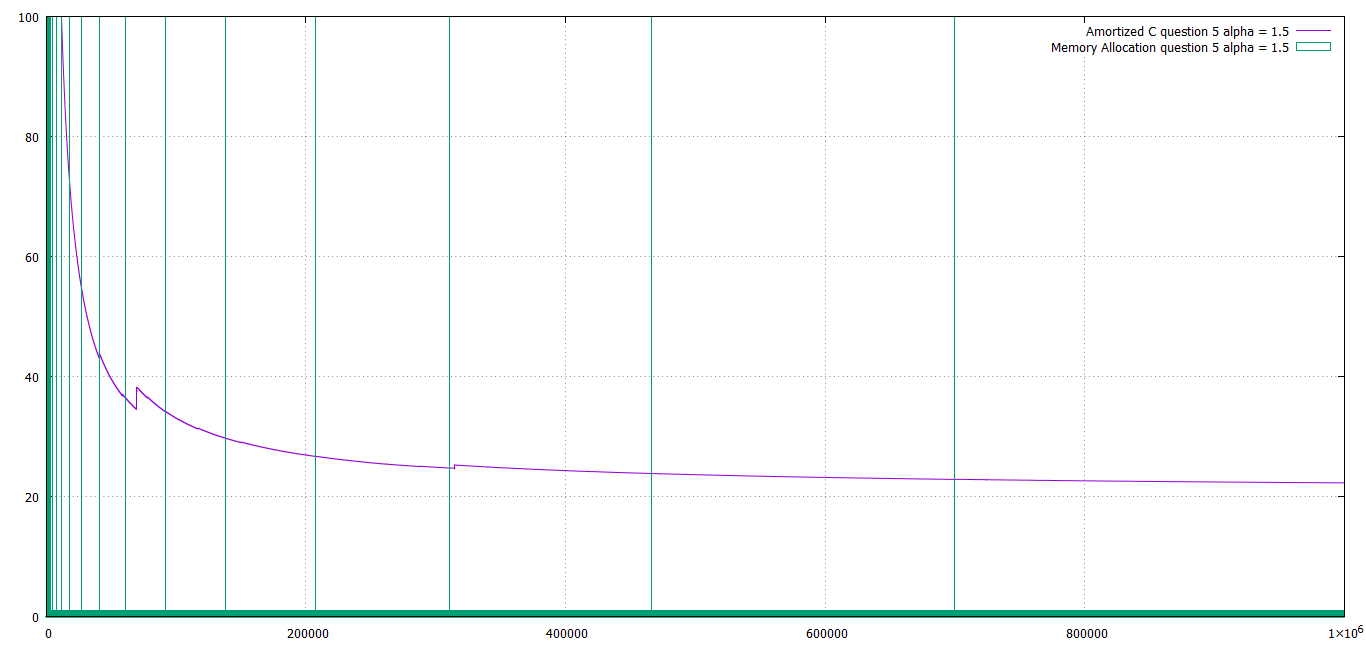 100
Amortized C question 5 alpha = 1.5
Memory Allocation question 5 alpha = 1.5
80
60
40
20
0
0 200000 400000 600000 800000 1×10⁶